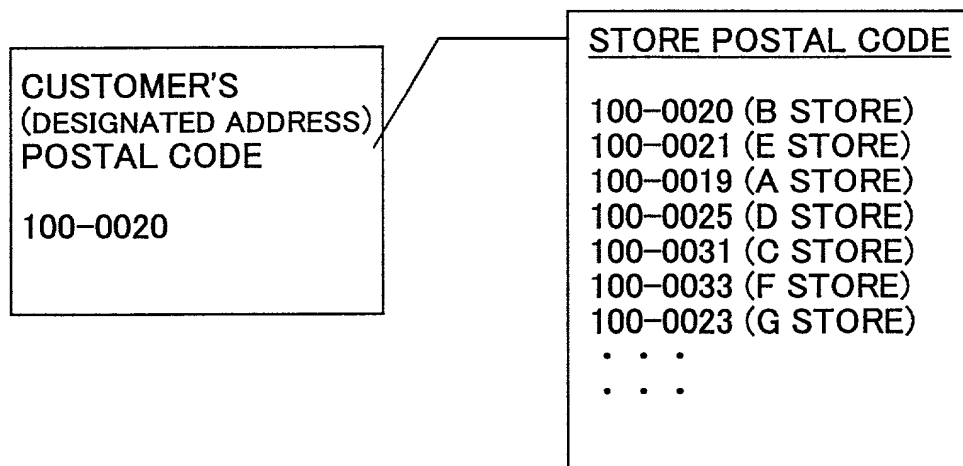 CUSTOMER'S
(DESIGNATED ADDRESS)
POSTAL CODE
100-0020
STORE POSTAL CODE
100-0020 (B STORE)
100-0021 (E STORE)
100-0019 (A STORE)
100-0025 (D STORE)
100-0031 (C STORE)
100-0033 (F STORE)
100-0023 (G STORE)
・ ・ ・
・ ・ ・